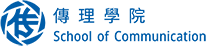 傳理學院
School of Communication